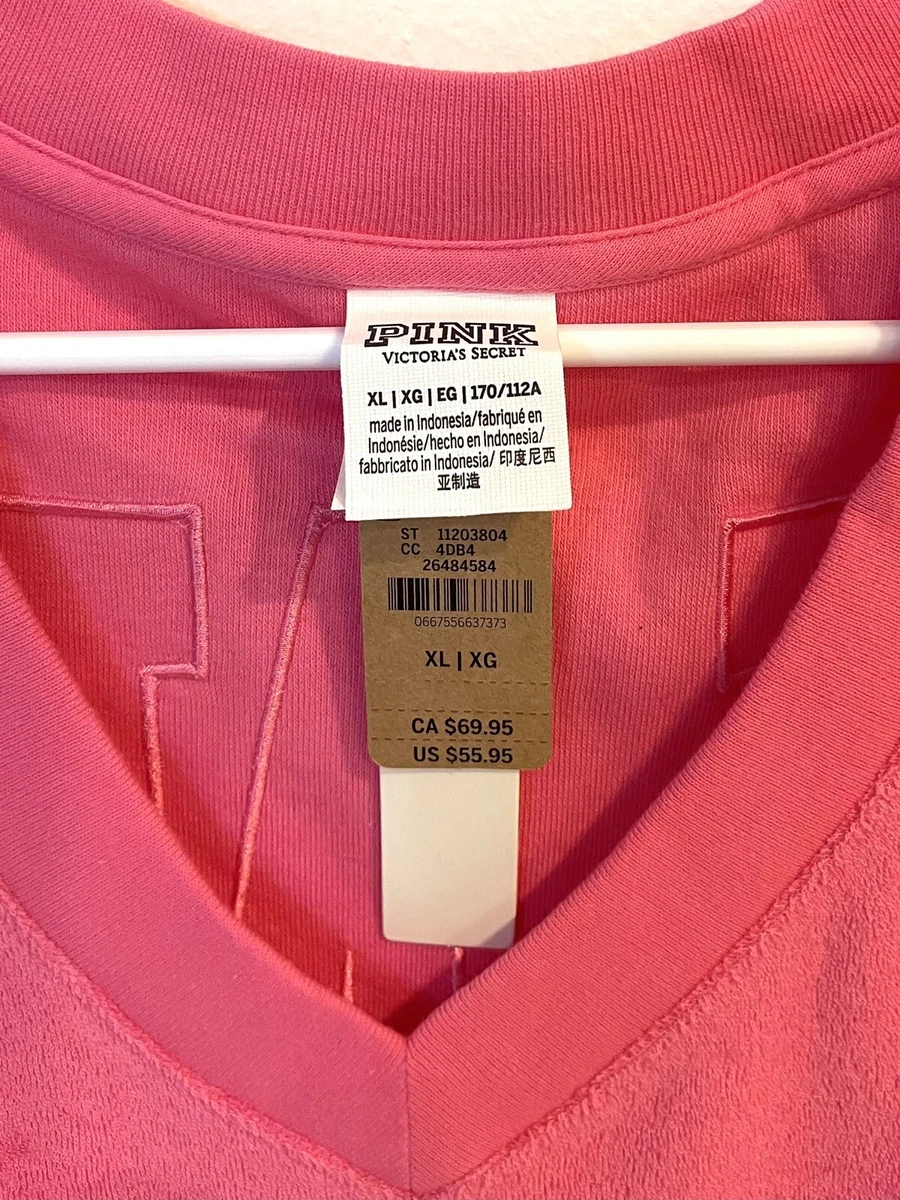 PINK
VICTORIA'S SECRET
XL | XG | EG | 170/112A
made in Indonesia/fabriqué en
Indonésie/hecho en Indonesia/
fabbricato in Indonesia/ 印度尼西
亚制造
ST 11203804
CC 4DB4
26484584
0667556637373
XL | XG
CA $69.95
US $55.95